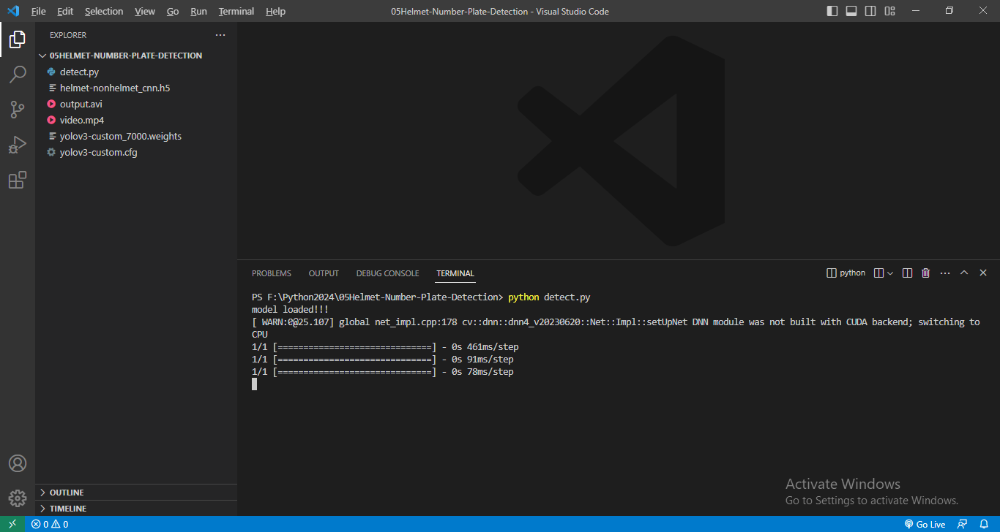 File Edit Selection View Go Run Terminal Help
05Helmet-Number-Plate-Detection - Visual Studio Code
EXPLORER
05HELMET-NUMBER-PLATE-DETECTION
detect.py
helmet-nonhelmet_cnn.h5
output.avi
video.mp4
yolov3-custom_7000.weights
yolov3-custom.cfg
OUTLINE
TIMELINE
PROBLEMS OUTPUT DEBUG CONSOLE TERMINAL
python
PS F:\Python2024\05Helmet-Number-Plate-Detection> python detect.py
model loaded!!!
[ WARN:0@25.107] global net_impl.cpp:178 cv::dnn::dnn4_v20230620::Net::Impl::setUpNet DNN module was not built with CUDA backend; switching to
CPU
1/1 [==============================] - 0s 461ms/step
1/1 [==============================] - 0s 91ms/step
1/1 [==============================] - 0s 78ms/step
Activate Windows
Go to Settings to activate Windows.
0 0
Go Live